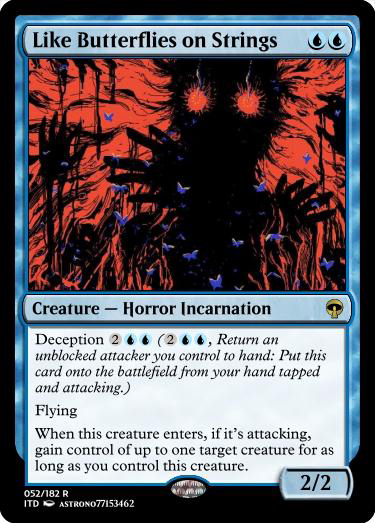 Like Butterflies on Strings
Creature — Horror Incarnation
Deception 2 (2, Return an
unblocked attacker you control to hand: Put this
card onto the battlefield from your hand tapped
and attacking.)
Flying
When this creature enters, if it's attacking,
gain control of up to one target creature for as
long as you control this creature.
2/2
052/182 R
ITD ASTRONO77153462